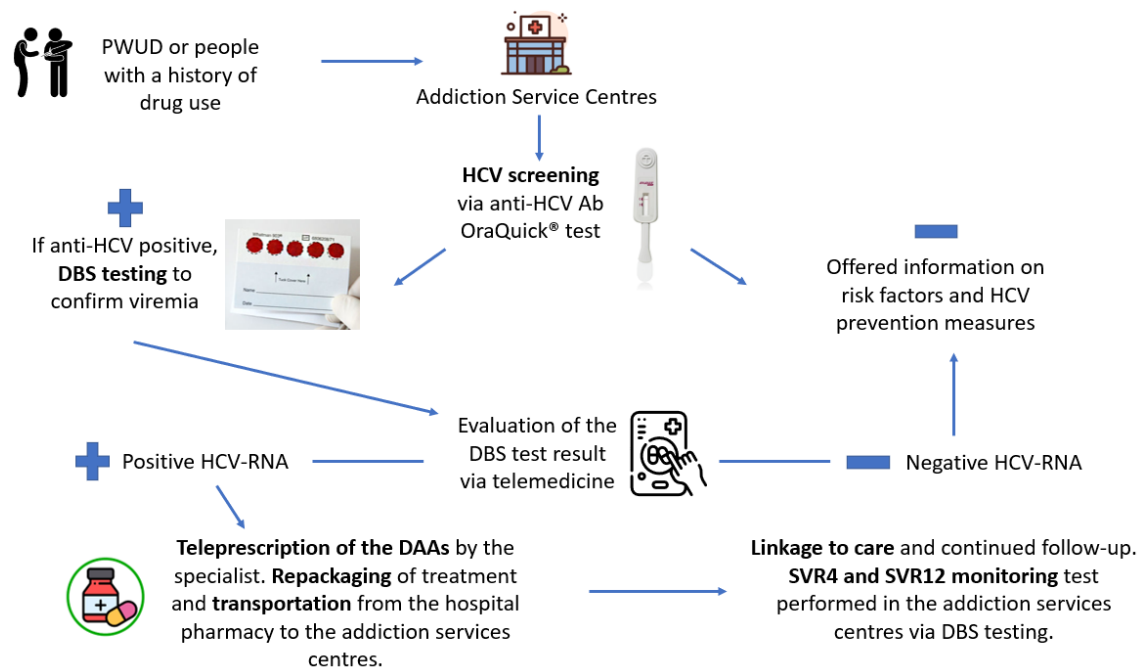 PWUD or people
with a history of
drug use
Addiction Service Centres
HCV screening
via anti-HCV Ab
OraQuick® test
If anti-HCV positive,
DBS testing to
confirm viremia
Name
Date
Offered information on
risk factors and HCV
prevention measures
Evaluation of the
DBS test result
via telemedicine
Positive HCV-RNA
Negative HCV-RNA
Teleprescription of the DAAs by the
specialist. Repackaging of treatment
and transportation from the hospital
pharmacy to the addiction services
centres.
Linkage to care and continued follow-up.
SVR4 and SVR12 monitoring test
performed in the addiction services
centres via DBS testing.